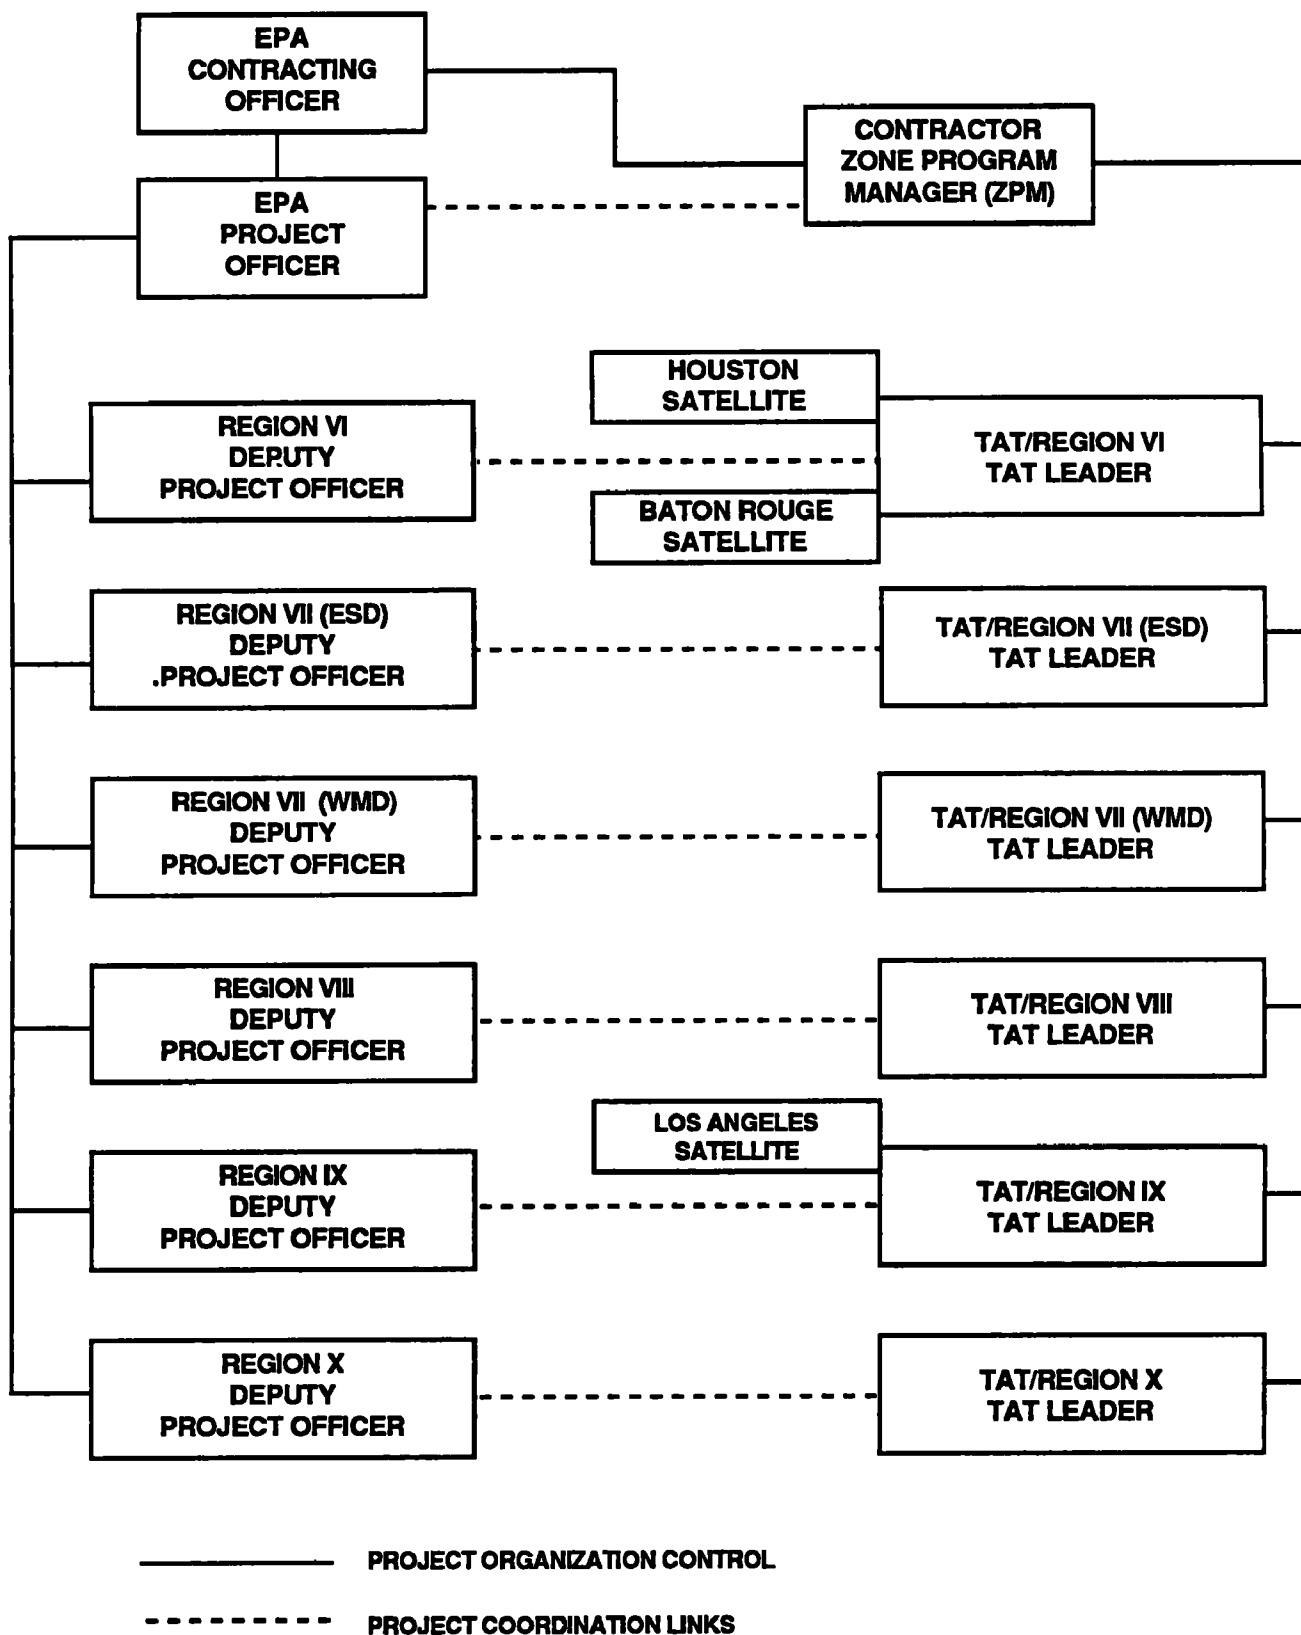 EPA
CONTRACTING
OFFICER
CONTRACTOR
ZONE PROGRAM
MANAGER (ZPM)
EPA
PROJECT
OFFICER
HOUSTON
SATELLITE
REGION VI
DEPUTY
PROJECT OFFICER
TAT/REGION VI
TAT LEADER
BATON ROUGE
SATELLITE
REGION VII (ESD)
DEPUTY
.PROJECT OFFICER
TAT/REGION VII (ESD)
TAT LEADER
REGION VII (WMD)
DEPUTY
PROJECT OFFICER
TAT/REGION VII (WMD)
TAT LEADER
REGION VIII
DEPUTY
PROJECT OFFICER
TAT/REGION VIII
TAT LEADER
LOS ANGELES
SATELLITE
REGION IX
DEPUTY
PROJECT OFFICER
TAT/REGION IX
TAT LEADER
REGION X
DEPUTY
PROJECT OFFICER
TAT/REGION X
TAT LEADER
PROJECT ORGANIZATION CONTROL
PROJECT COORDINATION LINKS